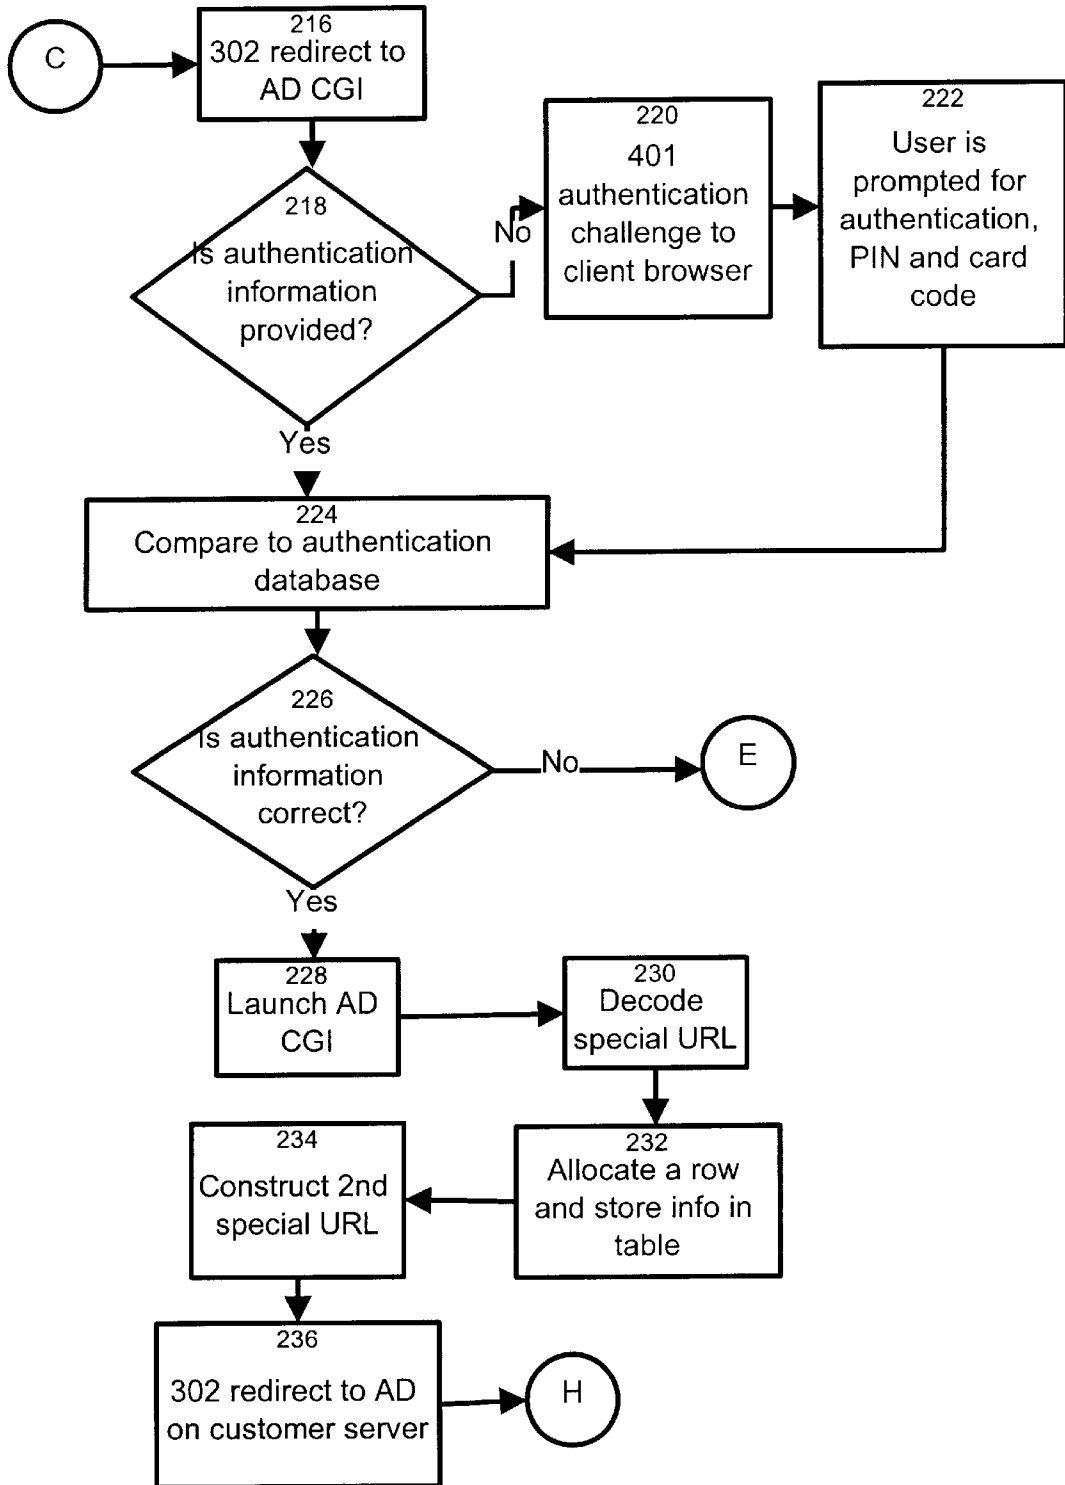 C
216
302 redirect to
AD CGI
218
Is authentication
information
provided?
No
220
401
authentication
challenge to
client browser
222
User is
prompted for
authentication,
PIN and card
code
Yes
224
Compare to authentication
database
226
Is authentication
information
correct?
No
E
Yes
228
Launch AD
CGI
230
Decode
special URL
232
Allocate a row
and store info in
table
234
Construct 2nd
special URL
236
302 redirect to AD
on customer server
H